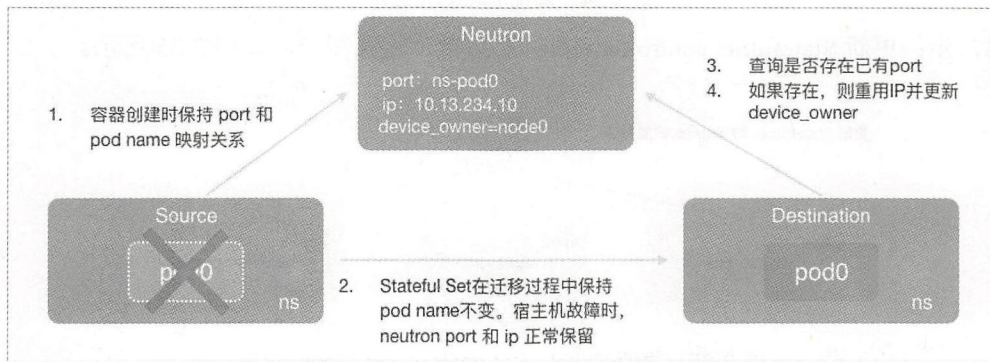 Neutron
port：ns-pod0
ip：10.13.234.10
device_owner=node0
1. 容器创建时保持 port 和
pod name 映射关系
3. 查询是否存在已有port
4. 如果存在，则重用IP并更新
device_owner
Source
pod0
ns
2. Stateful Set在迁移过程中保持
pod name不变。宿主机故障时，
neutron port 和 ip 正常保留
Destination
pod0
ns